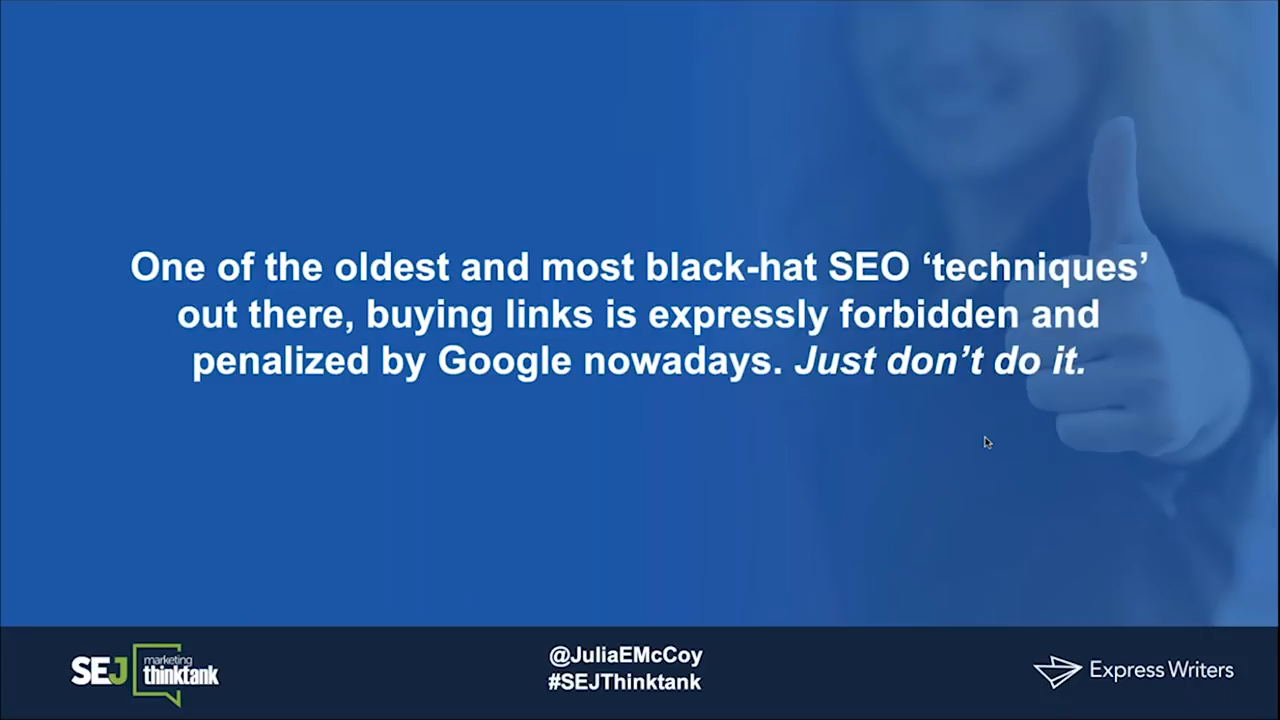 One of the oldest and most black-hat SEO ‘techniques’
out there, buying links is expressly forbidden and
penalized by Google nowadays. Just don’t do it.
SEJ marketing
thinktank
@JuliaEMcCoy
#SEJThinktank
Express Writers